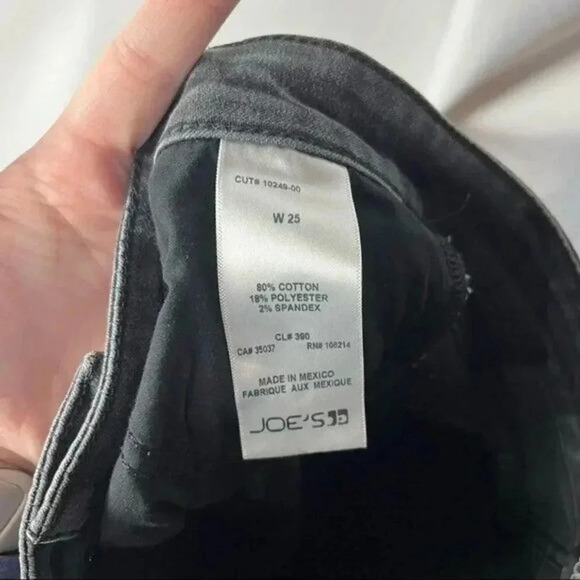 CUT# 10249-00
W 25
80% COTTON
18% POLYESTER
2% SPANDEX
CL# 390
CA# 35037 RN# 106214
MADE IN MEXICO
FABRIQUE AUX MEXIQUE
JOE'S